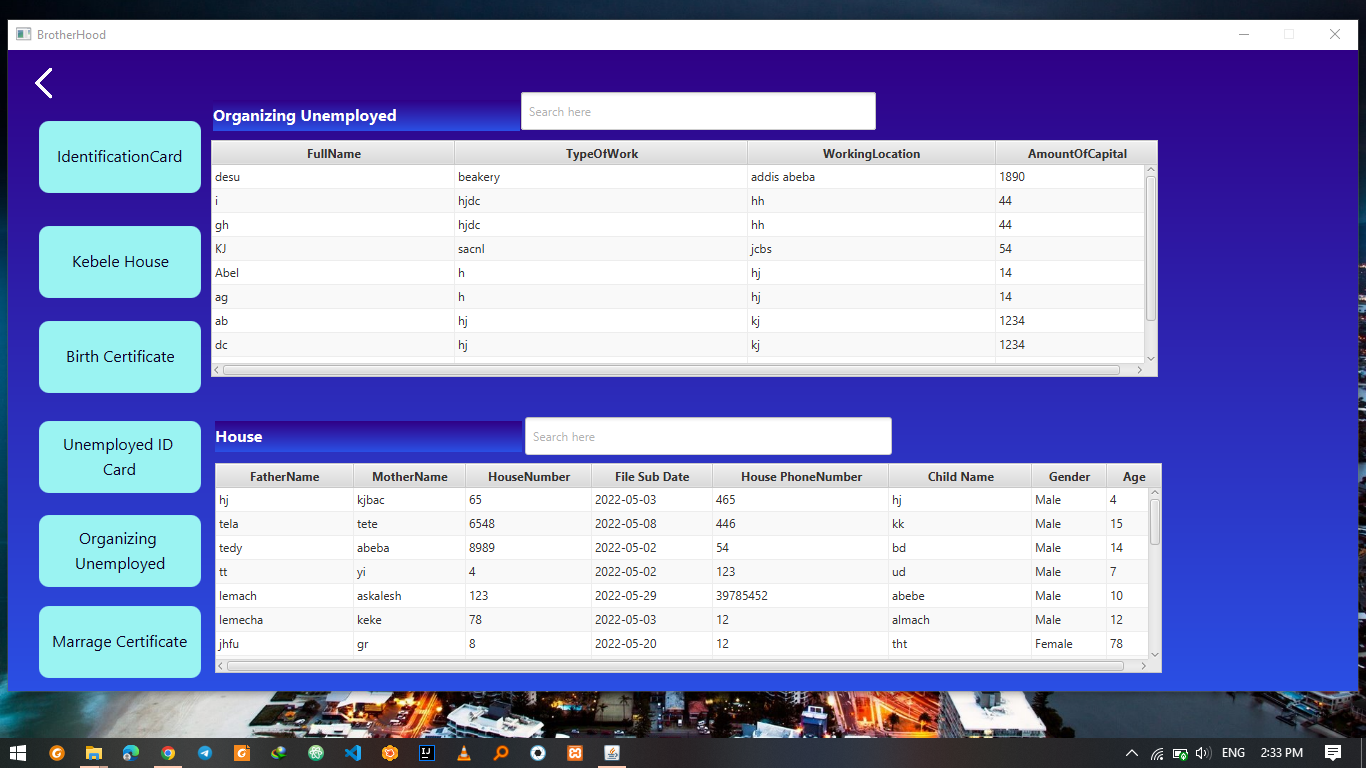 BrotherHood
Organizing Unemployed
Search here
IdentificationCard
Kebele House
Birth Certificate
Unemployed ID
Card
Organizing
Unemployed
Marrage Certificate
FullName TypeOfWork WorkingLocation AmountOfCapital
desu beakery addis abeba 1890
i hjdc hh 44
gh hjdc hh 44
KJ sacnl jcbs 54
Abel h hj 14
ag h hj 14
ab hj kj 1234
dc hj kj 1234
House
Search here
FatherName MotherName HouseNumber File Sub Date House PhoneNumber Child Name Gender Age
hj kjbac 65 2022-05-03 465 hj Male 4
tela tete 6548 2022-05-08 446 kk Male 15
tedy abeba 8989 2022-05-02 54 bd Male 14
tt yi 4 2022-05-02 123 ud Male 7
lemach askalesh 123 2022-05-29 39785452 abebe Male 10
lemecha keke 78 2022-05-03 12 almach Male 12
jhfu gr 8 2022-05-20 12 tht Female 78
ENG 2:33 PM